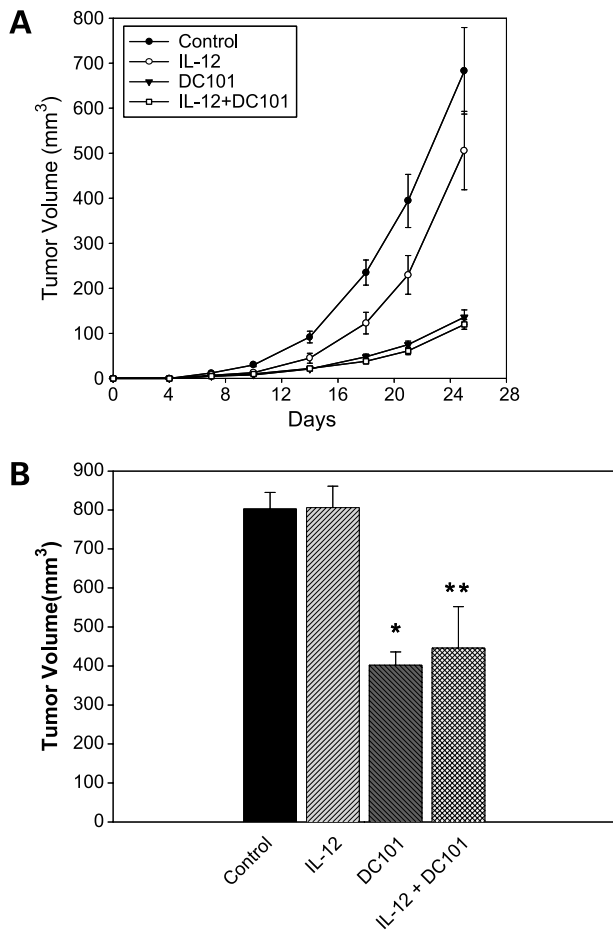 A
Control
IL-12
DC101
IL-12+DC101
Tumor Volume (mm³)
800
700
600
500
400
300
200
100
0
0 4 8 12 16 20 24 28
Days
B
Tumor Volume(mm³)
900
800
700
600
500
400
300
200
100
0
*
**
Control
IL-12
DC101
IL-12 + DC101